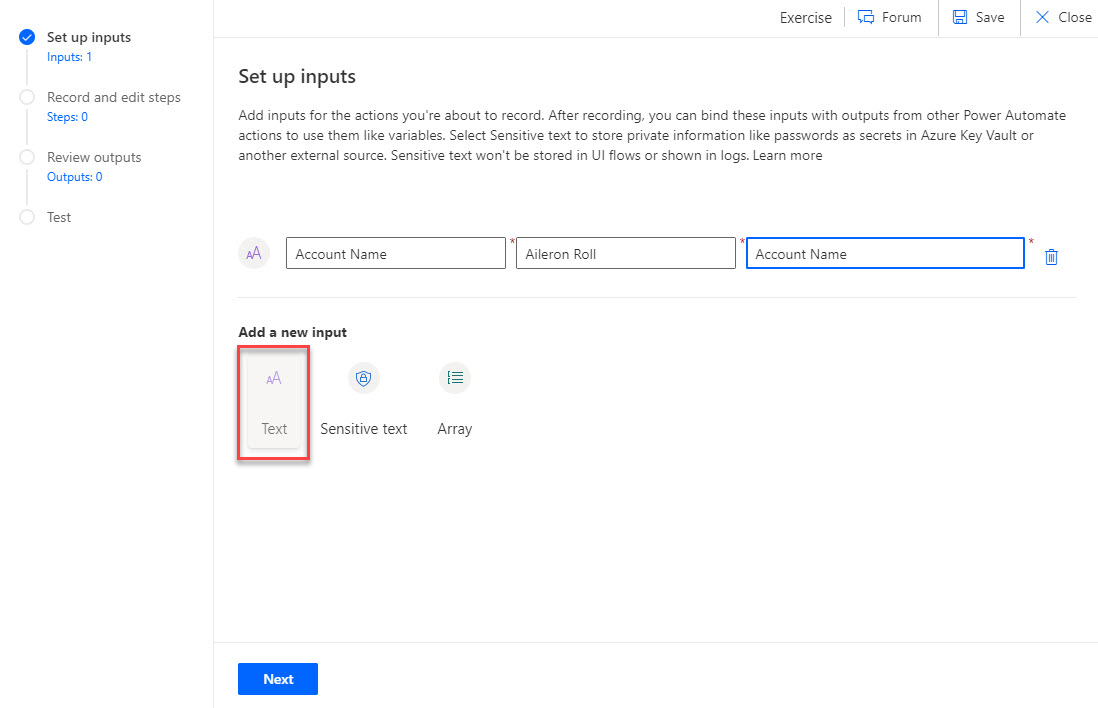 Exercise
Forum
Save
Close
Set up inputs
Inputs: 1
Record and edit steps
Steps: 0
Review outputs
Outputs: 0
Test
Set up inputs
Add inputs for the actions you're about to record. After recording, you can bind these inputs with outputs from other Power Automate
actions to use them like variables. Select Sensitive text to store private information like passwords as secrets in Azure Key Vault or
another external source. Sensitive text won't be stored in UI flows or shown in logs. Learn more
AA Account Name * Aileron Roll * Account Name *
Add a new input
AA
Text Sensitive text Array
Next